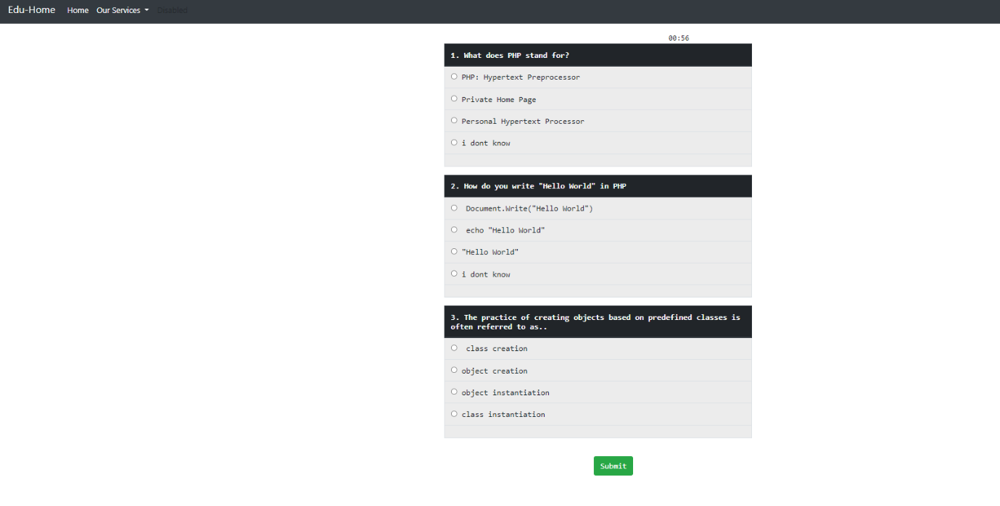 Edu-Home Home Our Services Disabled
00:56
1. What does PHP stand for?
PHP: Hypertext Preprocessor
Private Home Page
Personal Hypertext Processor
i dont know
2. How do you write "Hello World" in PHP
Document.Write("Hello World")
echo "Hello World"
"Hello World"
i dont know
3. The practice of creating objects based on predefined classes is
often referred to as..
class creation
object creation
object instantiation
class instantiation
Submit